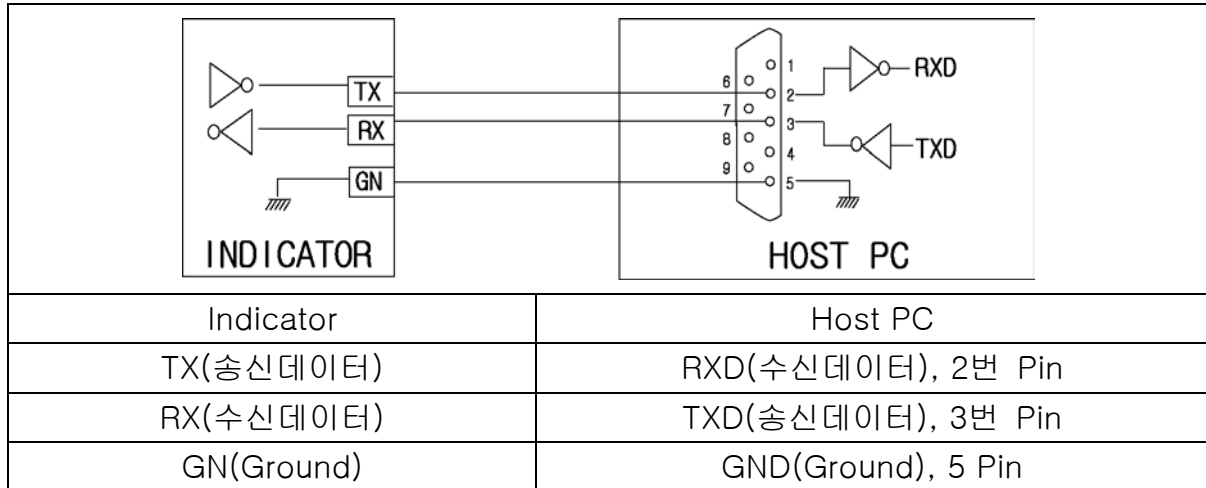 TX
RX
GN
INDICATOR
1
2
3
4
5
6
7
8
9
RXD
TXD
HOST PC
Indicator Host PC
TX(송신데이터) RXD(수신데이터), 2번 Pin
RX(수신데이터) TXD(송신데이터), 3번 Pin
GN(Ground) GND(Ground), 5 Pin